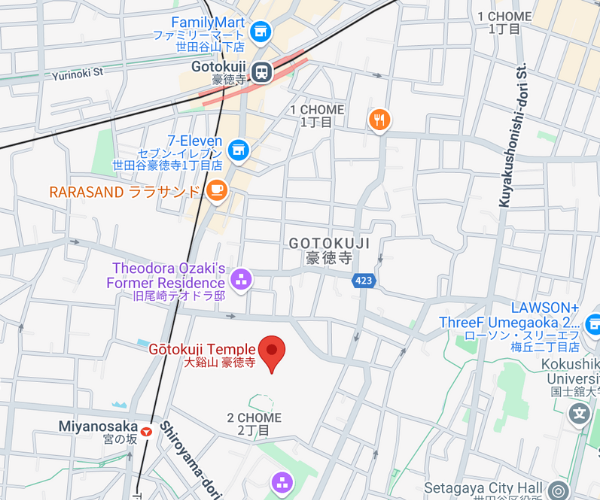 1 CHOME
1丁目
FamilyMart
ファミリーマート
世田谷山下店
Yurinoki St
Gotokuji
豪徳寺
1 CHOME
1丁目
7-Eleven
セブン-イレブン
世田谷豪徳寺1丁目店
RARASAND ララサンド
Kuyakushonishi-dori St.
GOTOKUJI
豪徳寺
Theodora Ozaki's
Former Residence
旧尾崎テオドラ邸
423
LAWSON+
ThreeF Umegaoka 2...
ローソン・スリーエフ
梅丘二丁目店
Gōtokuji Temple
大谿山 豪徳寺
Kokushik
Universi
国士舘大学
2 CHOME
2丁目
Miyanosaka
宮の坂
Shiroyama-dori
Setagaya City Hall